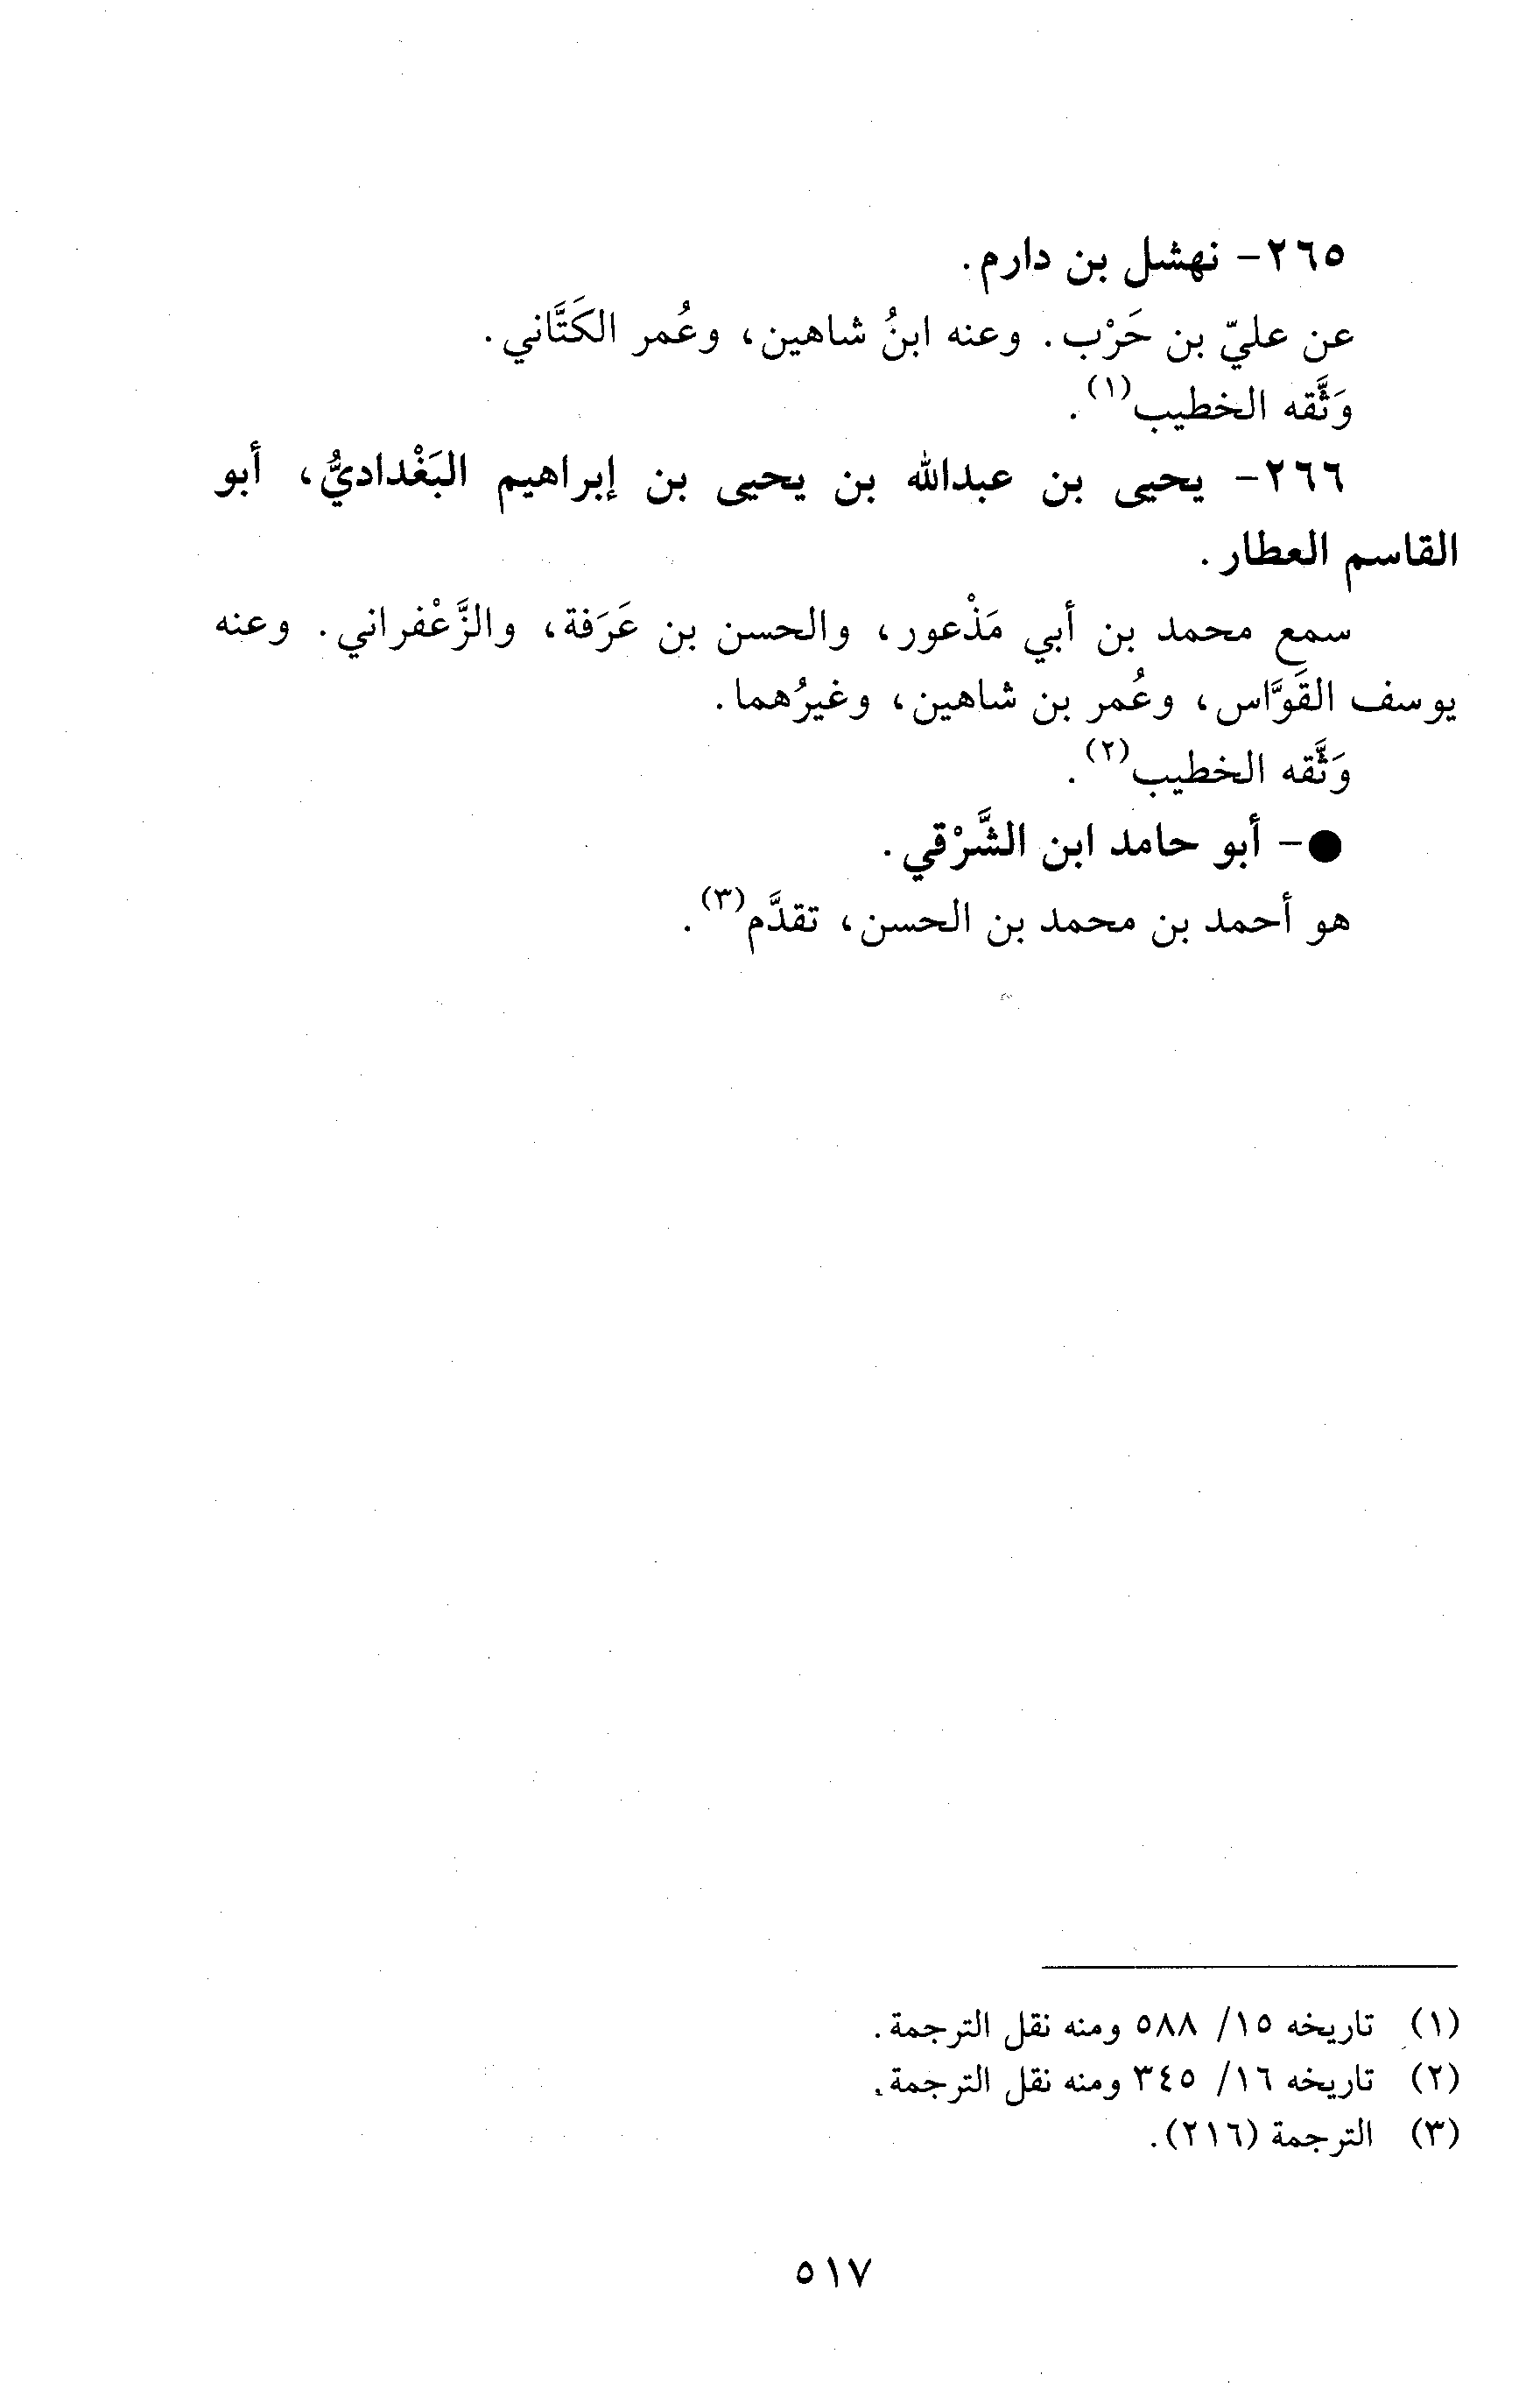 ٢٦٥- نهشل بن دارم.
عن عليّ بن حَرْب. وعنه ابنُ شاهين، وعُمر الكَتَّاني.
وَثَّقه الخطيب(١).
٢٦٦- يحيى بن عبدالله بن يحيى بن إبراهيم البَغْداديُّ، أبو
القاسم العطار.
سمع محمد بن أبي مَذْعور، والحسن بن عَرَفة، والزَّعْفراني. وعنه
يوسف القَوَّاس، وعُمر بن شاهين، وغيرُهما.
وَثَّقه الخطيب(٢).
●- أبو حامد ابن الشَّرْقي.
هو أحمد بن محمد بن الحسن، تقدَّم(٣).
(١) تاريخه ١٥/ ٥٨٨ ومنه نقل الترجمة.
(٢) تاريخه ١٦/ ٣٤٥ ومنه نقل الترجمة.
(٣) الترجمة (٢١٦).
٥١٧